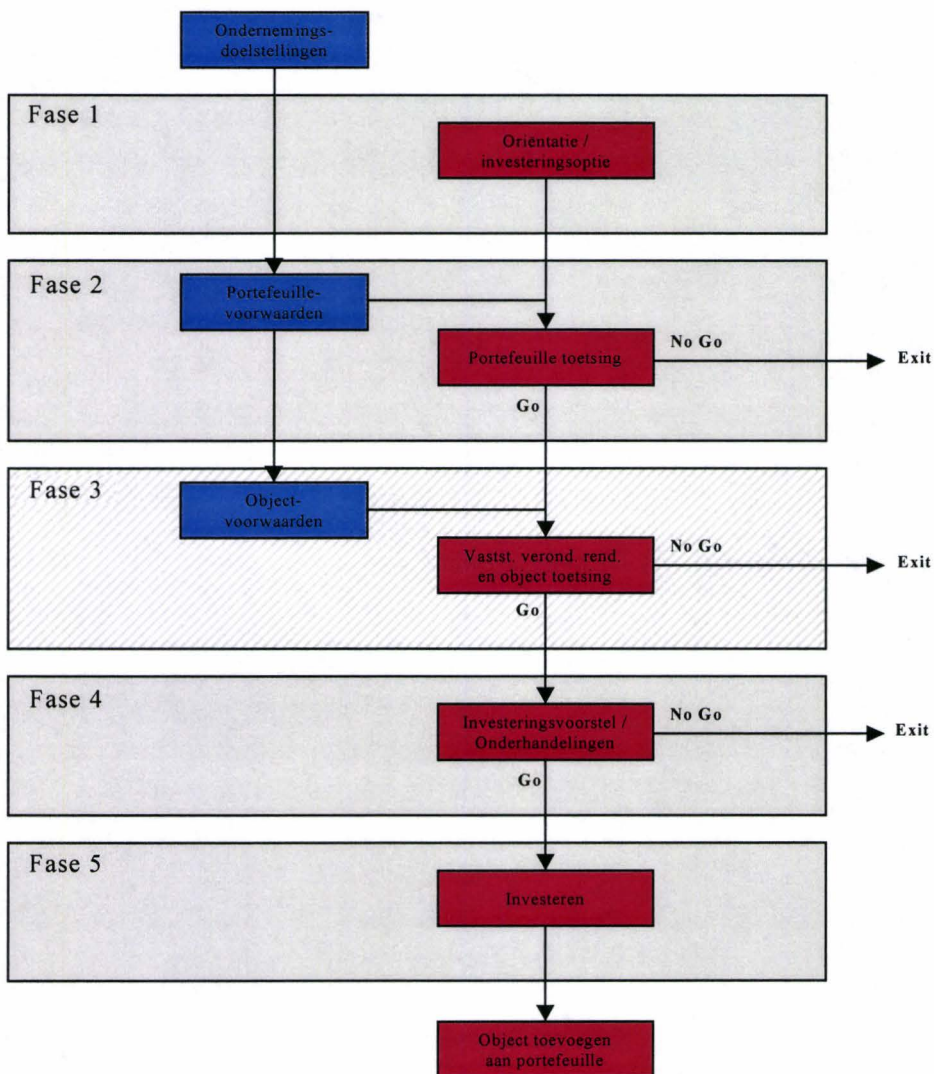 Ondernemings-
doelstellingen
Fase 1
Oriëntatie /
investeringsoptie
Fase 2
Portefeuille-
voorwaarden
Portefeuille toetsing
No Go
Exit
Go
Fase 3
Object-
voorwaarden
Vastst. verond. rend.
en object toetsing
No Go
Exit
Go
Fase 4
Investeringsvoorstel /
Onderhandelingen
No Go
Exit
Go
Fase 5
Investeren
Object toevoegen
aan portefeuille